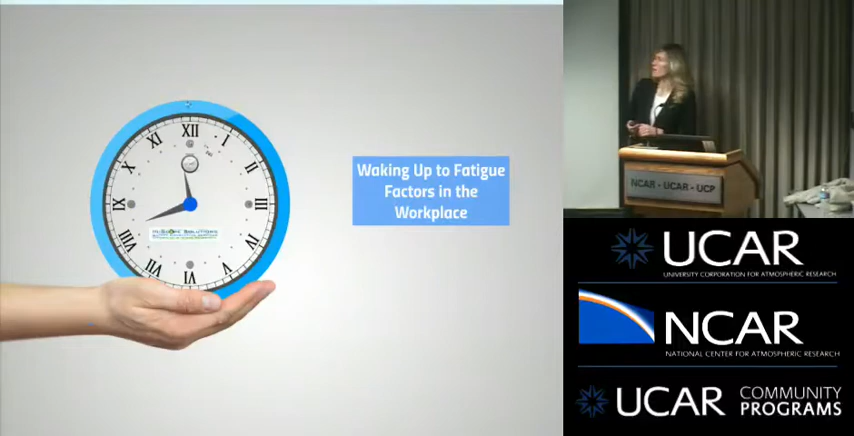 XII
I
II
III
IV
V
VI
VII
VIII
IX
X
XI
Waking Up to Fatigue
Factors in the
Workplace
NCAR - UCAR - UCP
UCAR
UNIVERSITY CORPORATION FOR ATMOSPHERIC RESEARCH
NCAR
NATIONAL CENTER FOR ATMOSPHERIC RESEARCH
UCAR COMMUNITY
PROGRAMS